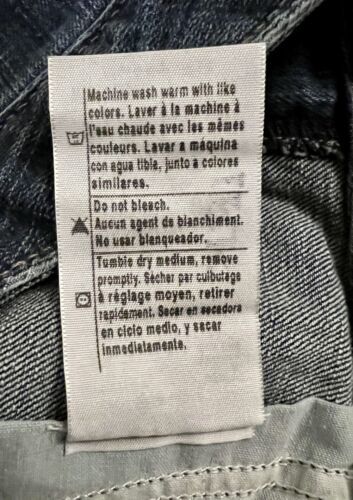 Machine wash warm with like
colors. Laver à la machine à
l'eau chaude avec les mêmes
couleurs. Lavar a máquina
con agua tibia, junto a colores
similares.
Do not bleach.
Aucun agent de blanchiment.
No usar blanqueador.
Tumble dry medium, remove
promptly. Sécher par culbutage
à réglage moyen, retirer
rapidement. Secar en secadora
en ciclo medio, y sacar
inmediatamente.